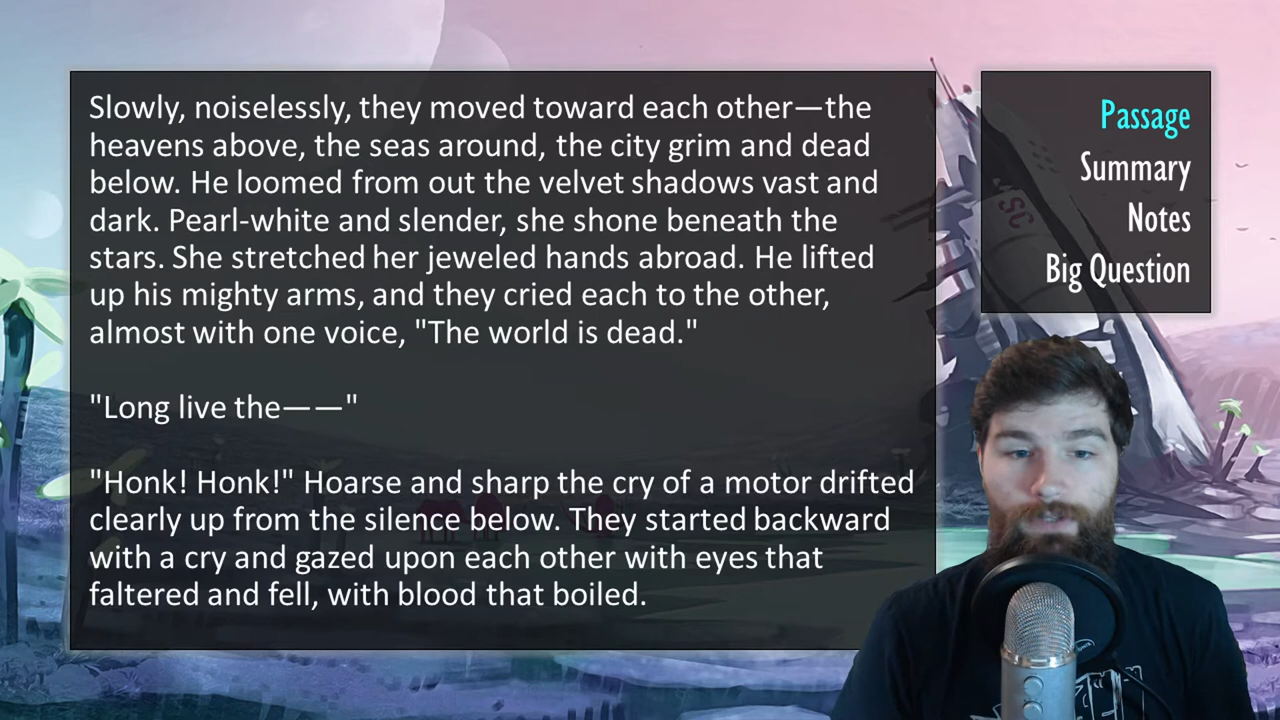 Slowly, noiselessly, they moved toward each other—the
heavens above, the seas around, the city grim and dead
below. He loomed from out the velvet shadows vast and
dark. Pearl-white and slender, she shone beneath the
stars. She stretched her jeweled hands abroad. He lifted
up his mighty arms, and they cried each to the other,
almost with one voice, "The world is dead."
"Long live the——"
"Honk! Honk!" Hoarse and sharp the cry of a motor drifted
clearly up from the silence below. They started backward
with a cry and gazed upon each other with eyes that
faltered and fell, with blood that boiled.
Passage
Summary
Notes
Big Question